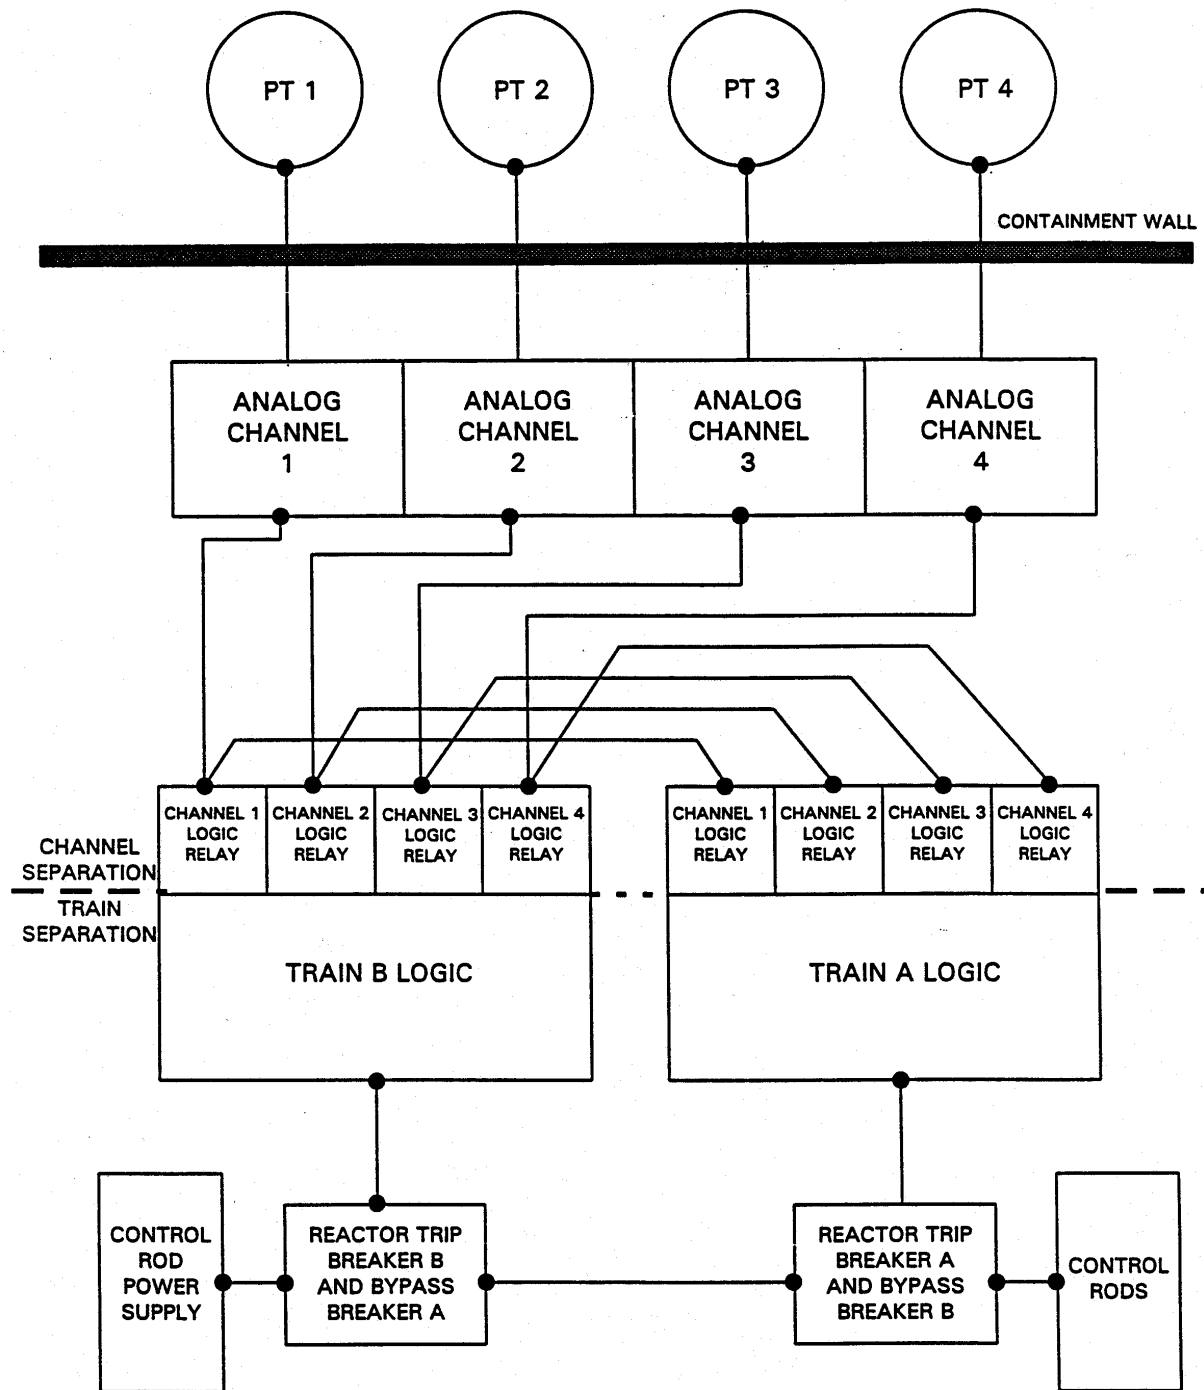 PT 1
PT 2
PT 3
PT 4
CONTAINMENT WALL
ANALOG
CHANNEL
1
ANALOG
CHANNEL
2
ANALOG
CHANNEL
3
ANALOG
CHANNEL
4
CHANNEL 1
LOGIC
RELAY
CHANNEL 2
LOGIC
RELAY
CHANNEL 3
LOGIC
RELAY
CHANNEL 4
LOGIC
RELAY
CHANNEL 1
LOGIC
RELAY
CHANNEL 2
LOGIC
RELAY
CHANNEL 3
LOGIC
RELAY
CHANNEL 4
LOGIC
RELAY
CHANNEL
SEPARATION
TRAIN
SEPARATION
TRAIN B LOGIC
TRAIN A LOGIC
CONTROL
ROD
POWER
SUPPLY
REACTOR TRIP
BREAKER B
AND BYPASS
BREAKER A
REACTOR TRIP
BREAKER A
AND BYPASS
BREAKER B
CONTROL
RODS